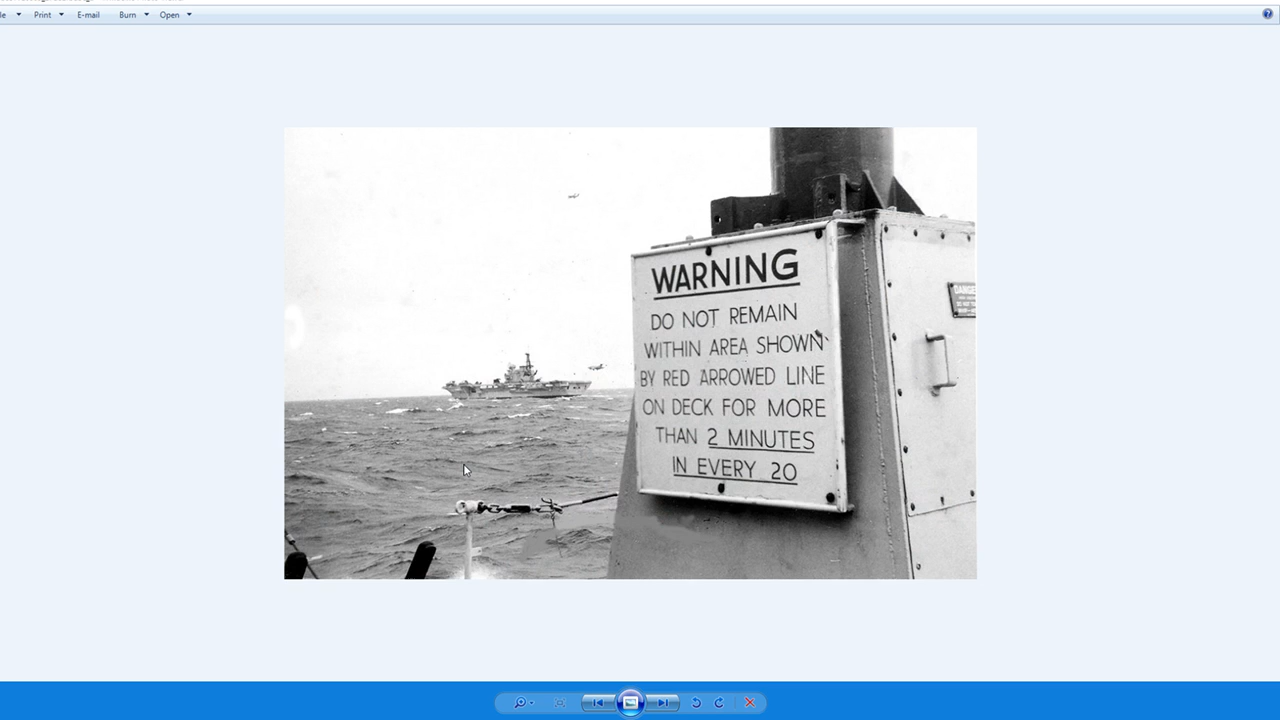 Print
E-mail
Burn
Open
WARNING
DO NOT REMAIN
WITHIN AREA SHOWN
BY RED ARROWED LINE
ON DECK FOR MORE
THAN 2 MINUTES
IN EVERY 20